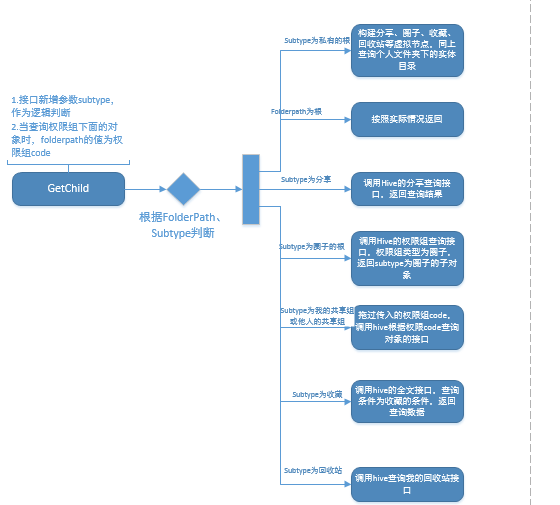 Subtype为私有的根
构建分享、圈子、收藏、
回收站等虚拟节点。同上
查询个人文件夹下的实体
目录
1.接口新增参数subtype，
作为逻辑判断
2.当查询权限组下面的对
象时，folderpath的值为权
限组code
Folderpath为根
按照实际情况返回
GetChild
根据FolderPath、
Subtype判断
Subtype为分享
调用Hive的分享查询接
口。返回查询结果
Subtype为圈子的根
调用Hive的权限组查询接
口。权限组类型为圈子。
返回subtype为圈子的子对
象
Subtype为我的共享组
或他人的共享组
拖过传入的权限组code。
调用hive根据权限code查询
对象的接口
Subtype为收藏
调用hive的全文接口。查询
条件为收藏的条件。返回
查询数据
Subtype为回收站
调用hive查询我的回收站接
口